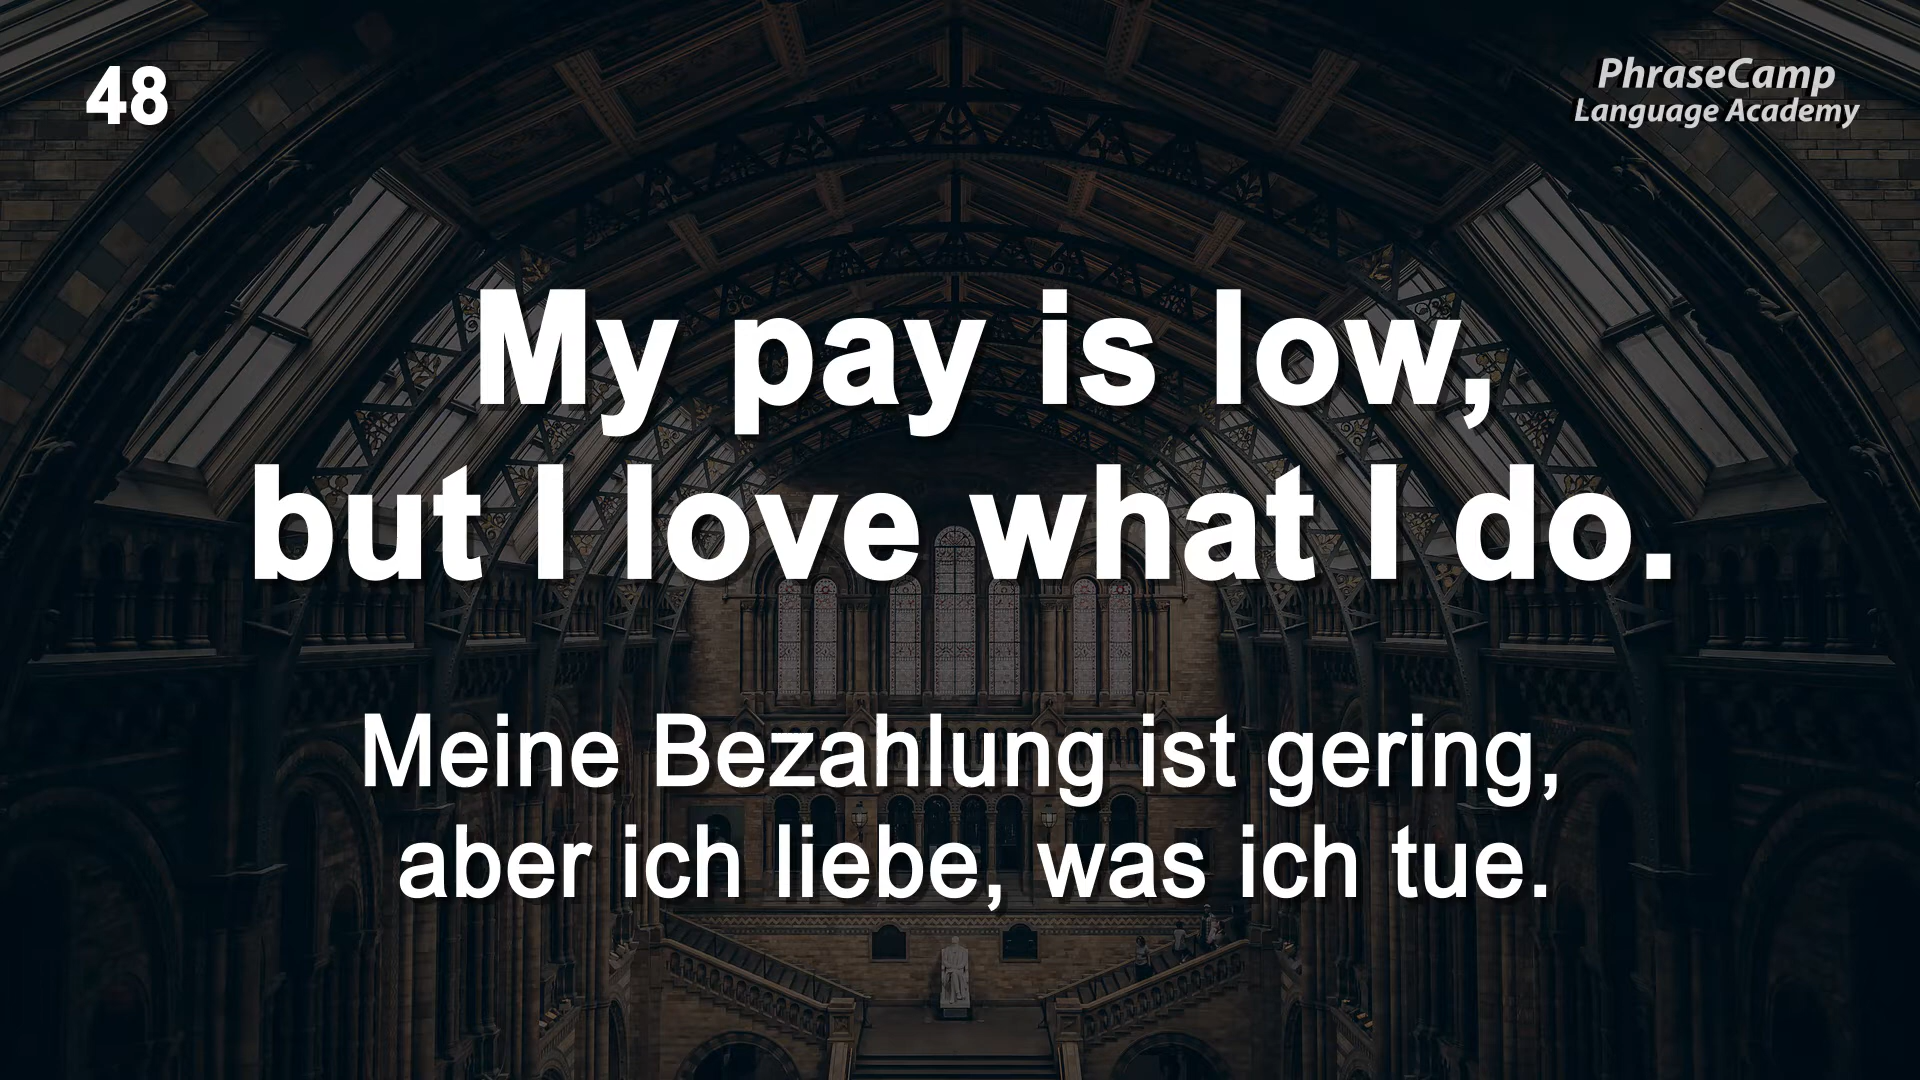 48
PhraseCamp
Language Academy
My pay is low,
but I love what I do.
Meine Bezahlung ist gering,
aber ich liebe, was ich tue.